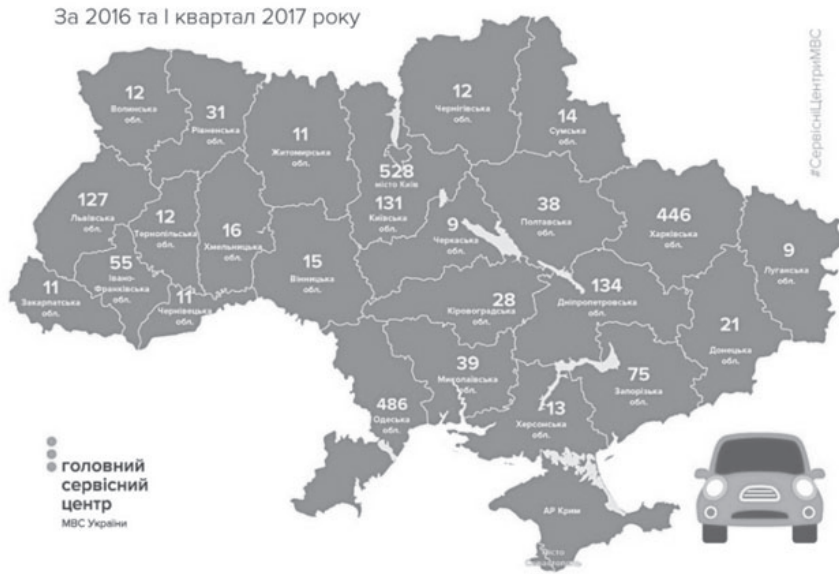 За 2016 та І квартал 2017 року
#СервісніЦентриМВС
12
Волинська
обл.
31
Рівненська
обл.
11
Житомирська
обл.
12
Чернігівська
обл.
14
Сумська
обл.
528
місто Київ
131
Київська
обл.
127
Львівська
обл.
12
Тернопільська
обл.
16
Хмельницька
обл.
9
Черкаська
обл.
38
Полтавська
обл.
446
Харківська
обл.
9
Луганська
обл.
11
Закарпатська
обл.
55
Івано-
Франківська
обл.
11
Чернівецька
обл.
15
Вінницька
обл.
28
Кіровоградська
обл.
134
Дніпропетровська
обл.
21
Донецька
обл.
486
Одеська
обл.
39
Миколаївська
обл.
13
Херсонська
обл.
75
Запорізька
обл.
АР Крим
місто
Севастополь
головний
сервісний
центр
МВС України